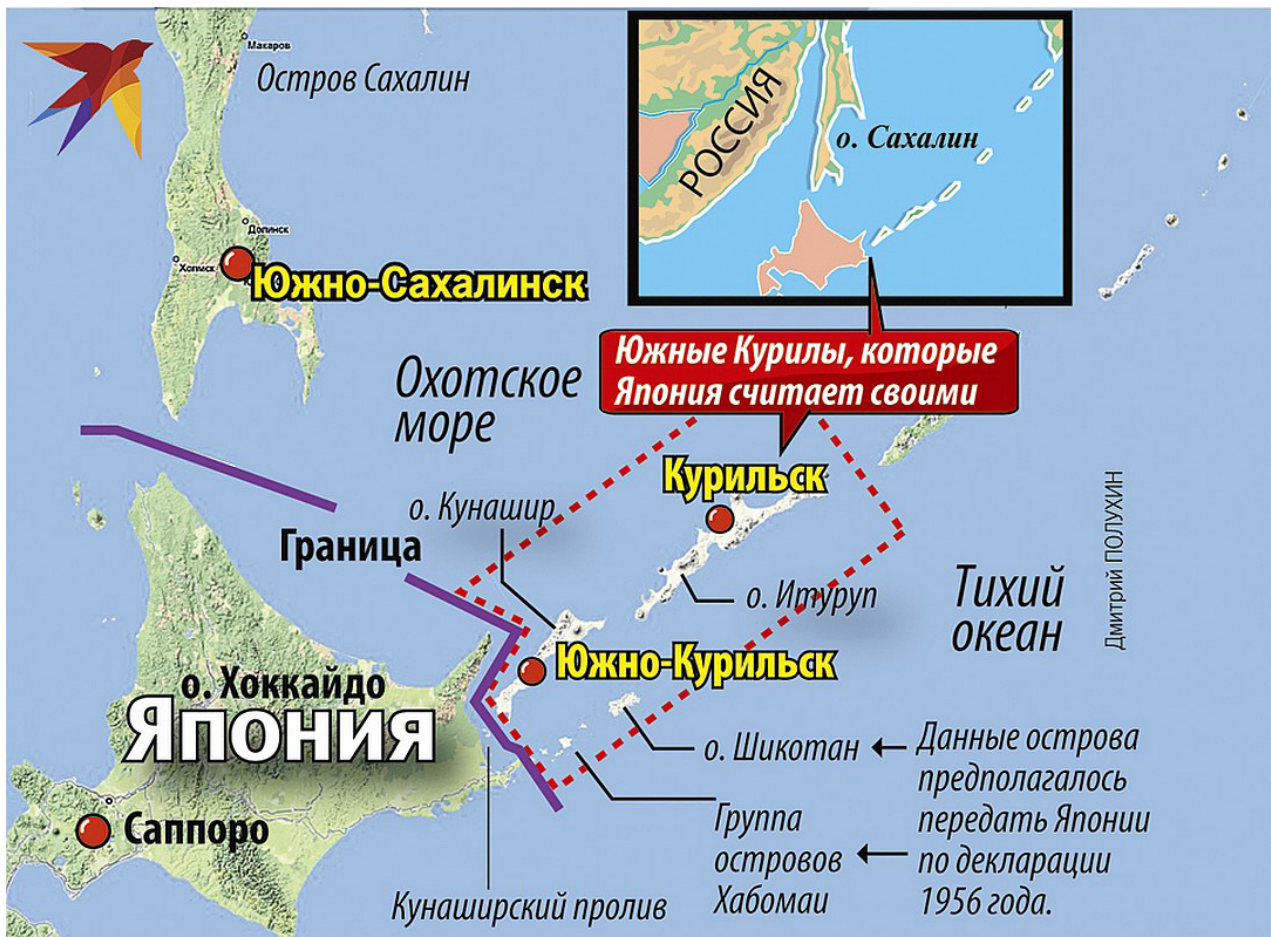 Макаров
Остров Сахалин
РОССИЯ
о. Сахалин
Долинск
Холмск
Южно-Сахалинск
Южные Курилы, которые
Япония считает своими
Охотское
море
Курильск
о. Кунашир
Граница
о. Итуруп
Тихий
океан
Дмитрий ПОЛУХИН
Южно-Курильск
о. Хоккайдо
Япония
о. Шикотан
Данные острова
предполагалось
передать Японии
по декларации
1956 года.
Саппоро
Группа
островов
Хабомаи
Кунаширский пролив